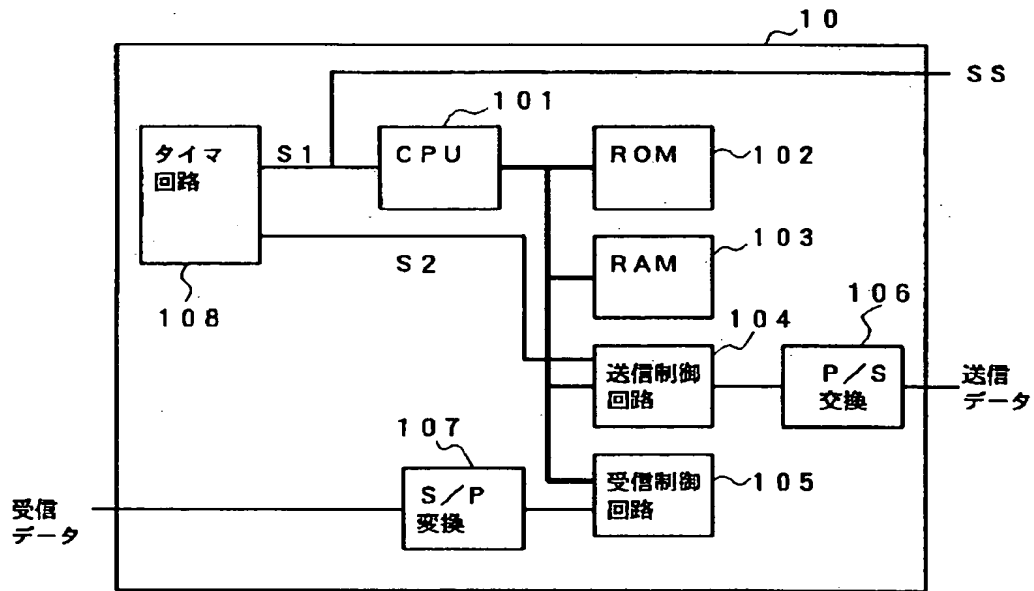 10
SS
101
タイマ
回路
S1
CPU
ROM
102
S2
103
RAM
108
104
106
送信制御
回路
P/S
交換
送信
データ
107
S/P
変換
受信制御
回路
105
受信
データ